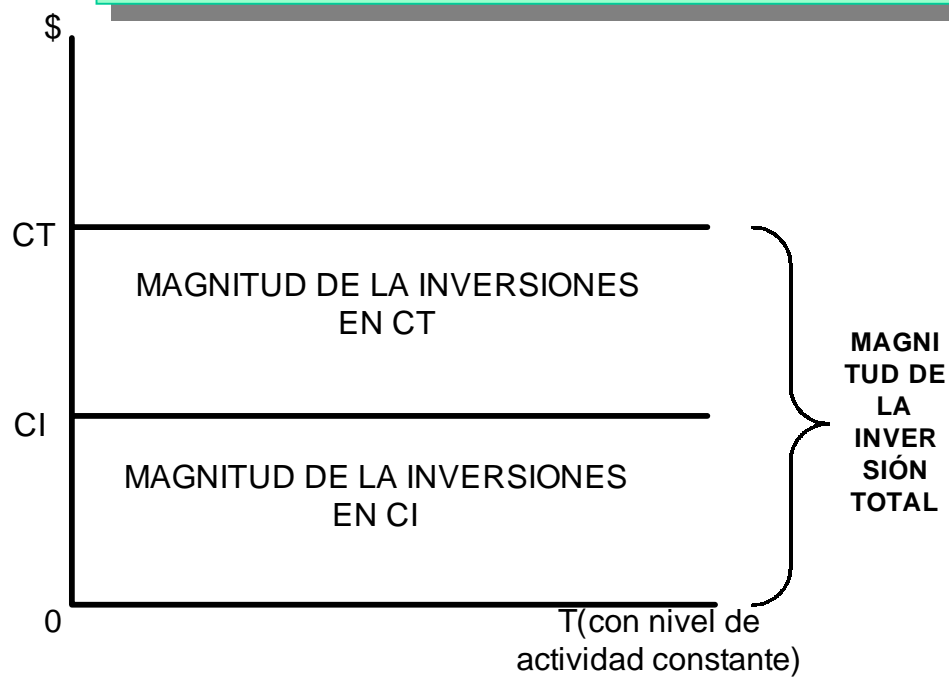 $
CT
MAGNITUD DE LA INVERSIONES
EN CT
CI
MAGNITUD DE LA INVERSIONES
EN CI
MAGNI
TUD DE
LA
INVER
SIÓN
TOTAL
0
T(con nivel de
actividad constante)